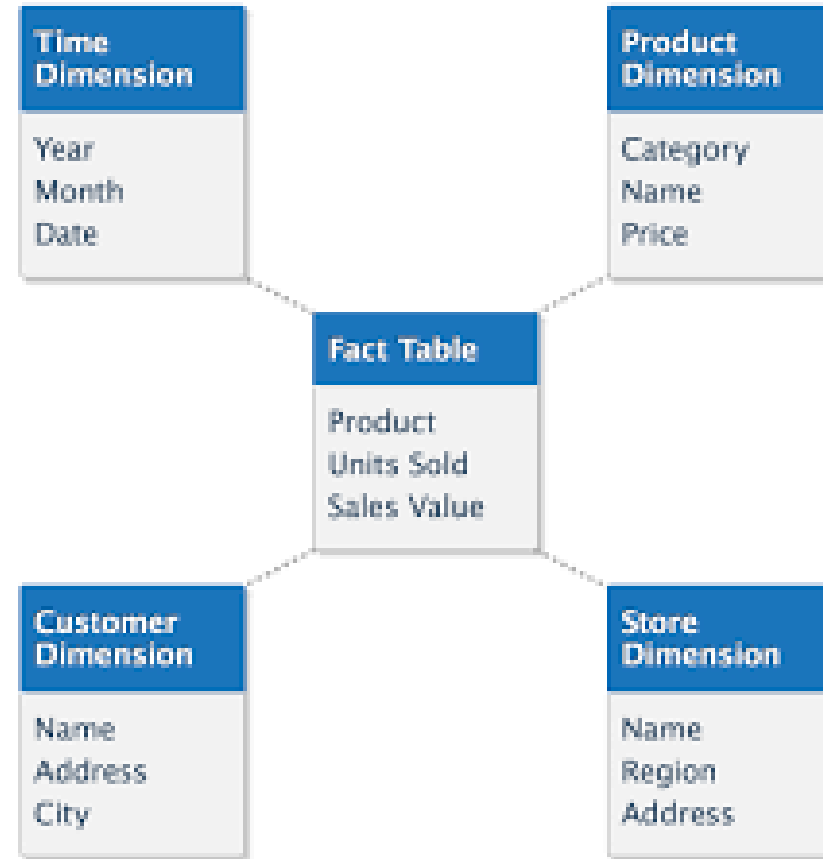 Time
Dimension
Year
Month
Date
Product
Dimension
Category
Name
Price
Fact Table
Product
Units Sold
Sales Value
Customer
Dimension
Name
Address
City
Store
Dimension
Name
Region
Address